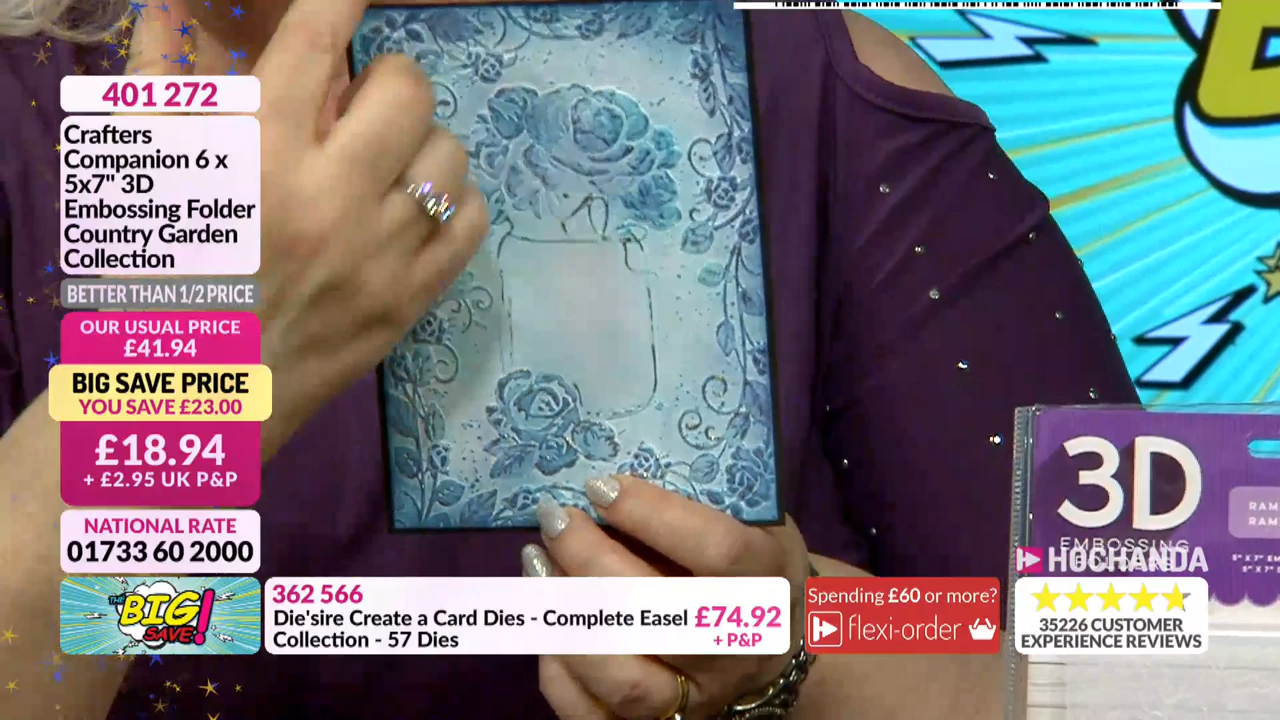 401 272
Crafters
Companion 6 x
5x7" 3D
Embossing Folder
Country Garden
Collection
BETTER THAN 1/2 PRICE
OUR USUAL PRICE
£41.94
BIG SAVE PRICE
YOU SAVE £23.00
£18.94
+ £2.95 UK P&P
NATIONAL RATE
01733 60 2000
THE
BIG
SAVE!
362 566
Die'sire Create a Card Dies - Complete Easel
Collection - 57 Dies
£74.92
+ P&P
Spending £60 or more?
flexi-order
3D
EMBOSSING
HOCHANDA
35226 CUSTOMER
EXPERIENCE REVIEWS